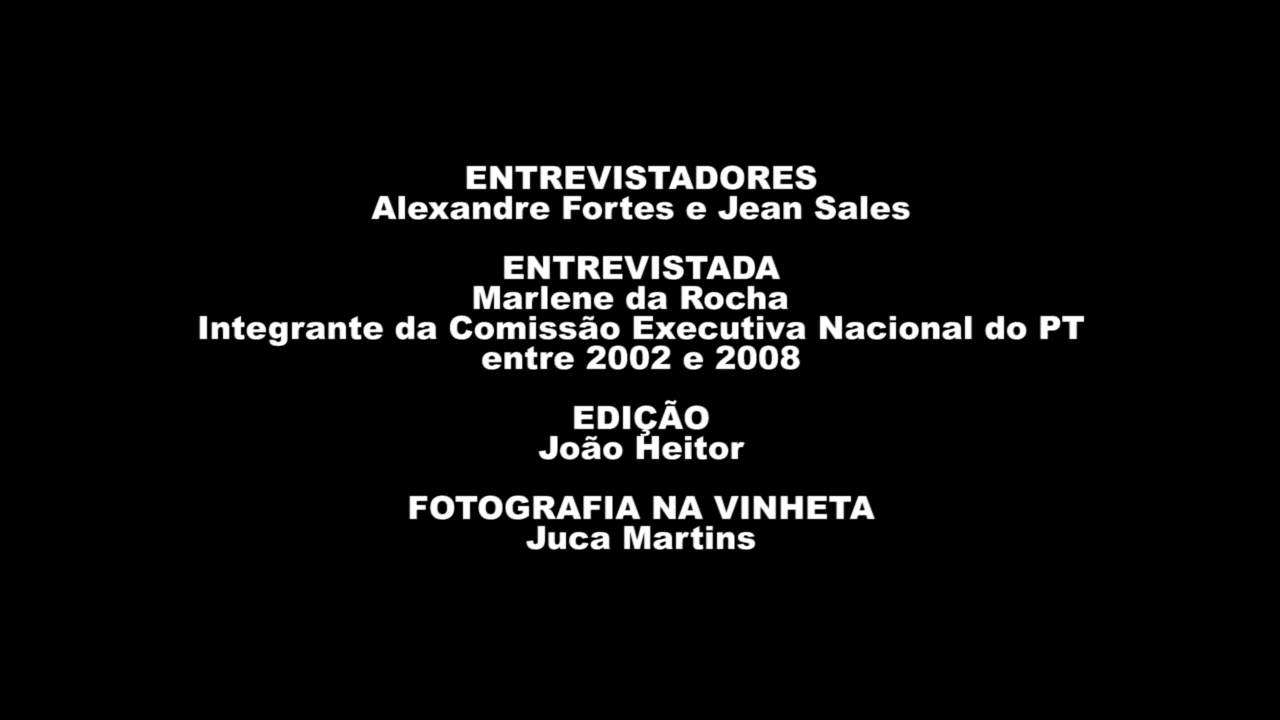 ENTREVISTADORES
Alexandre Fortes e Jean Sales
ENTREVISTADA
Marlene da Rocha
Integrante da Comissão Executiva Nacional do PT
entre 2002 e 2008
EDIÇÃO
João Heitor
FOTOGRAFIA NA VINHETA
Juca Martins